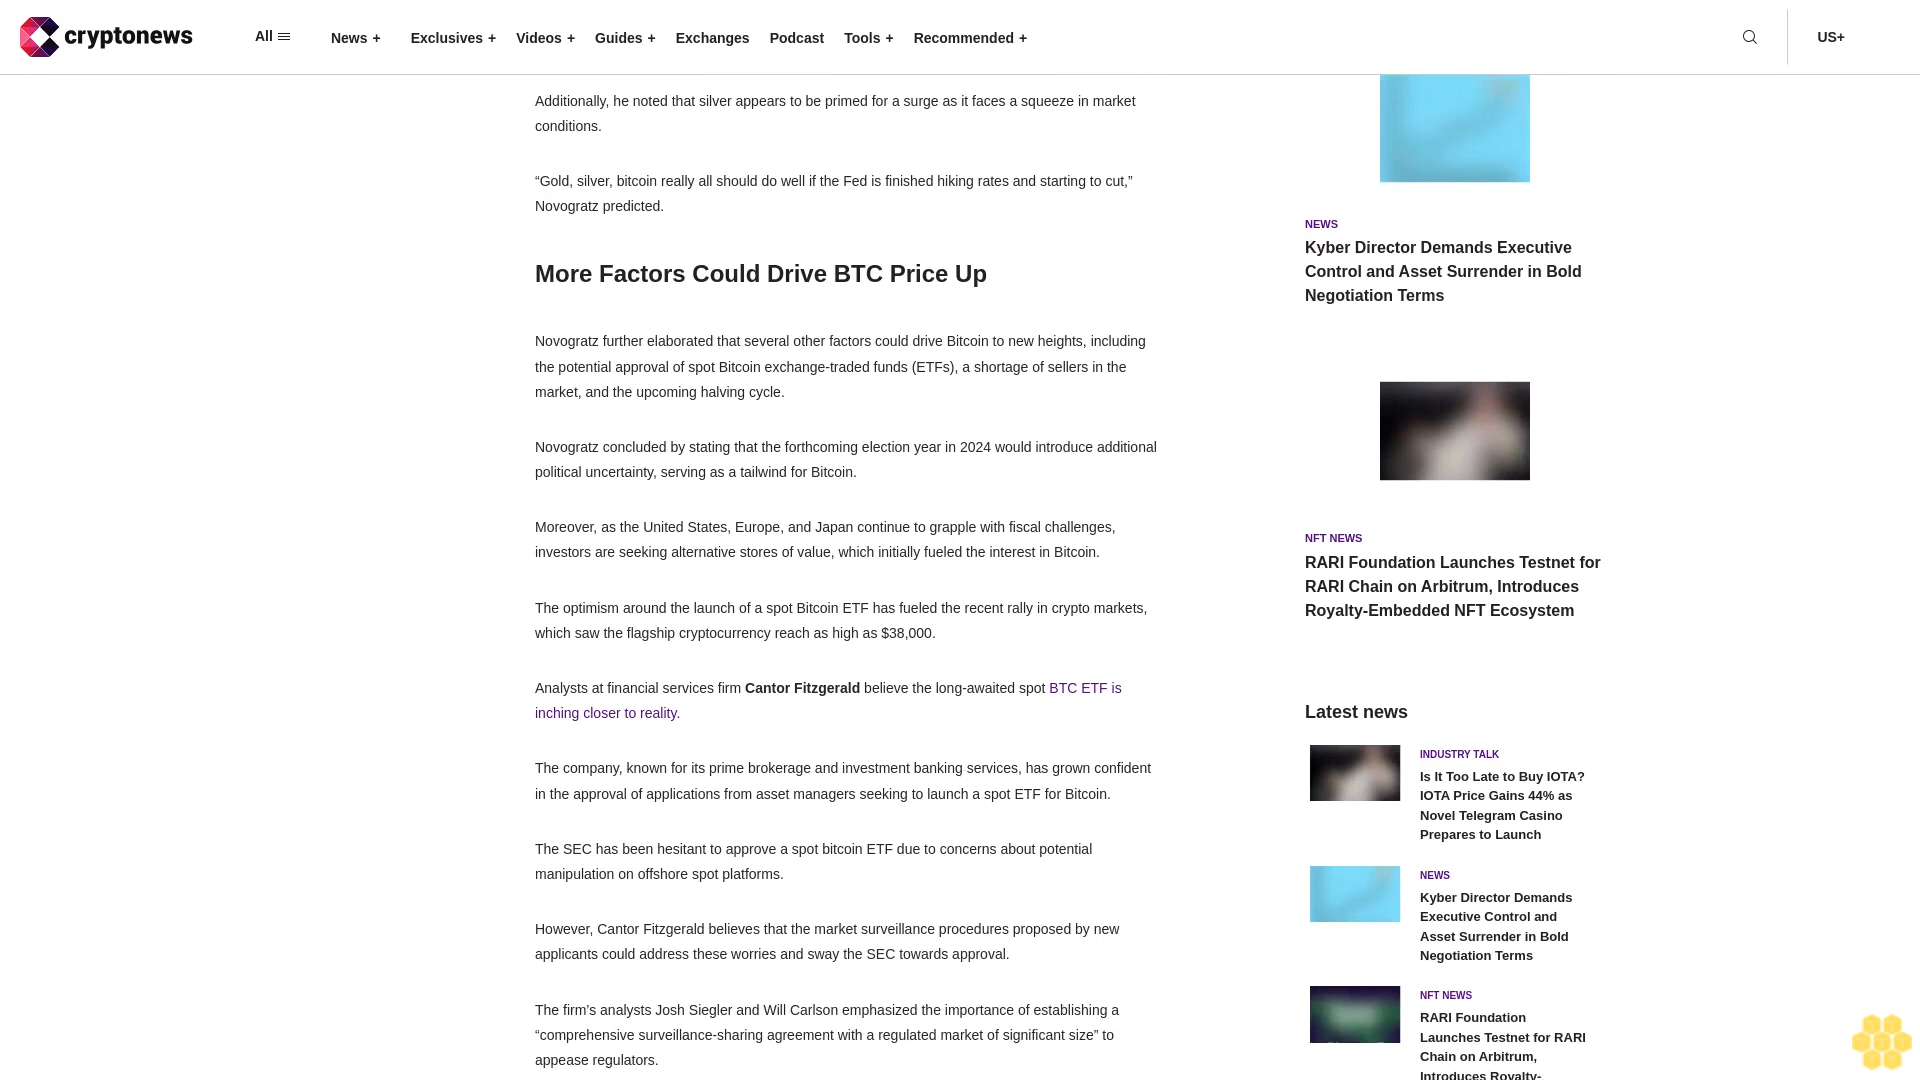 cryptonews
All
News +
Exclusives +
Videos +
Guides +
Exchanges
Podcast
Tools +
Recommended +
US+
Additionally, he noted that silver appears to be primed for a surge as it faces a squeeze in market
conditions.
“Gold, silver, bitcoin really all should do well if the Fed is finished hiking rates and starting to cut,”
Novogratz predicted.
More Factors Could Drive BTC Price Up
Novogratz further elaborated that several other factors could drive Bitcoin to new heights, including
the potential approval of spot Bitcoin exchange-traded funds (ETFs), a shortage of sellers in the
market, and the upcoming halving cycle.
Novogratz concluded by stating that the forthcoming election year in 2024 would introduce additional
political uncertainty, serving as a tailwind for Bitcoin.
Moreover, as the United States, Europe, and Japan continue to grapple with fiscal challenges,
investors are seeking alternative stores of value, which initially fueled the interest in Bitcoin.
The optimism around the launch of a spot Bitcoin ETF has fueled the recent rally in crypto markets,
which saw the flagship cryptocurrency reach as high as $38,000.
Analysts at financial services firm Cantor Fitzgerald believe the long-awaited spot BTC ETF is
inching closer to reality.
The company, known for its prime brokerage and investment banking services, has grown confident
in the approval of applications from asset managers seeking to launch a spot ETF for Bitcoin.
The SEC has been hesitant to approve a spot bitcoin ETF due to concerns about potential
manipulation on offshore spot platforms.
However, Cantor Fitzgerald believes that the market surveillance procedures proposed by new
applicants could address these worries and sway the SEC towards approval.
The firm’s analysts Josh Siegler and Will Carlson emphasized the importance of establishing a
“comprehensive surveillance-sharing agreement with a regulated market of significant size” to
appease regulators.
NEWS
Kyber Director Demands Executive
Control and Asset Surrender in Bold
Negotiation Terms
NFT NEWS
RARI Foundation Launches Testnet for
RARI Chain on Arbitrum, Introduces
Royalty-Embedded NFT Ecosystem
Latest news
INDUSTRY TALK
Is It Too Late to Buy IOTA?
IOTA Price Gains 44% as
Novel Telegram Casino
Prepares to Launch
NEWS
Kyber Director Demands
Executive Control and
Asset Surrender in Bold
Negotiation Terms
NFT NEWS
RARI Foundation
Launches Testnet for RARI
Chain on Arbitrum,
Introduces Royalty-